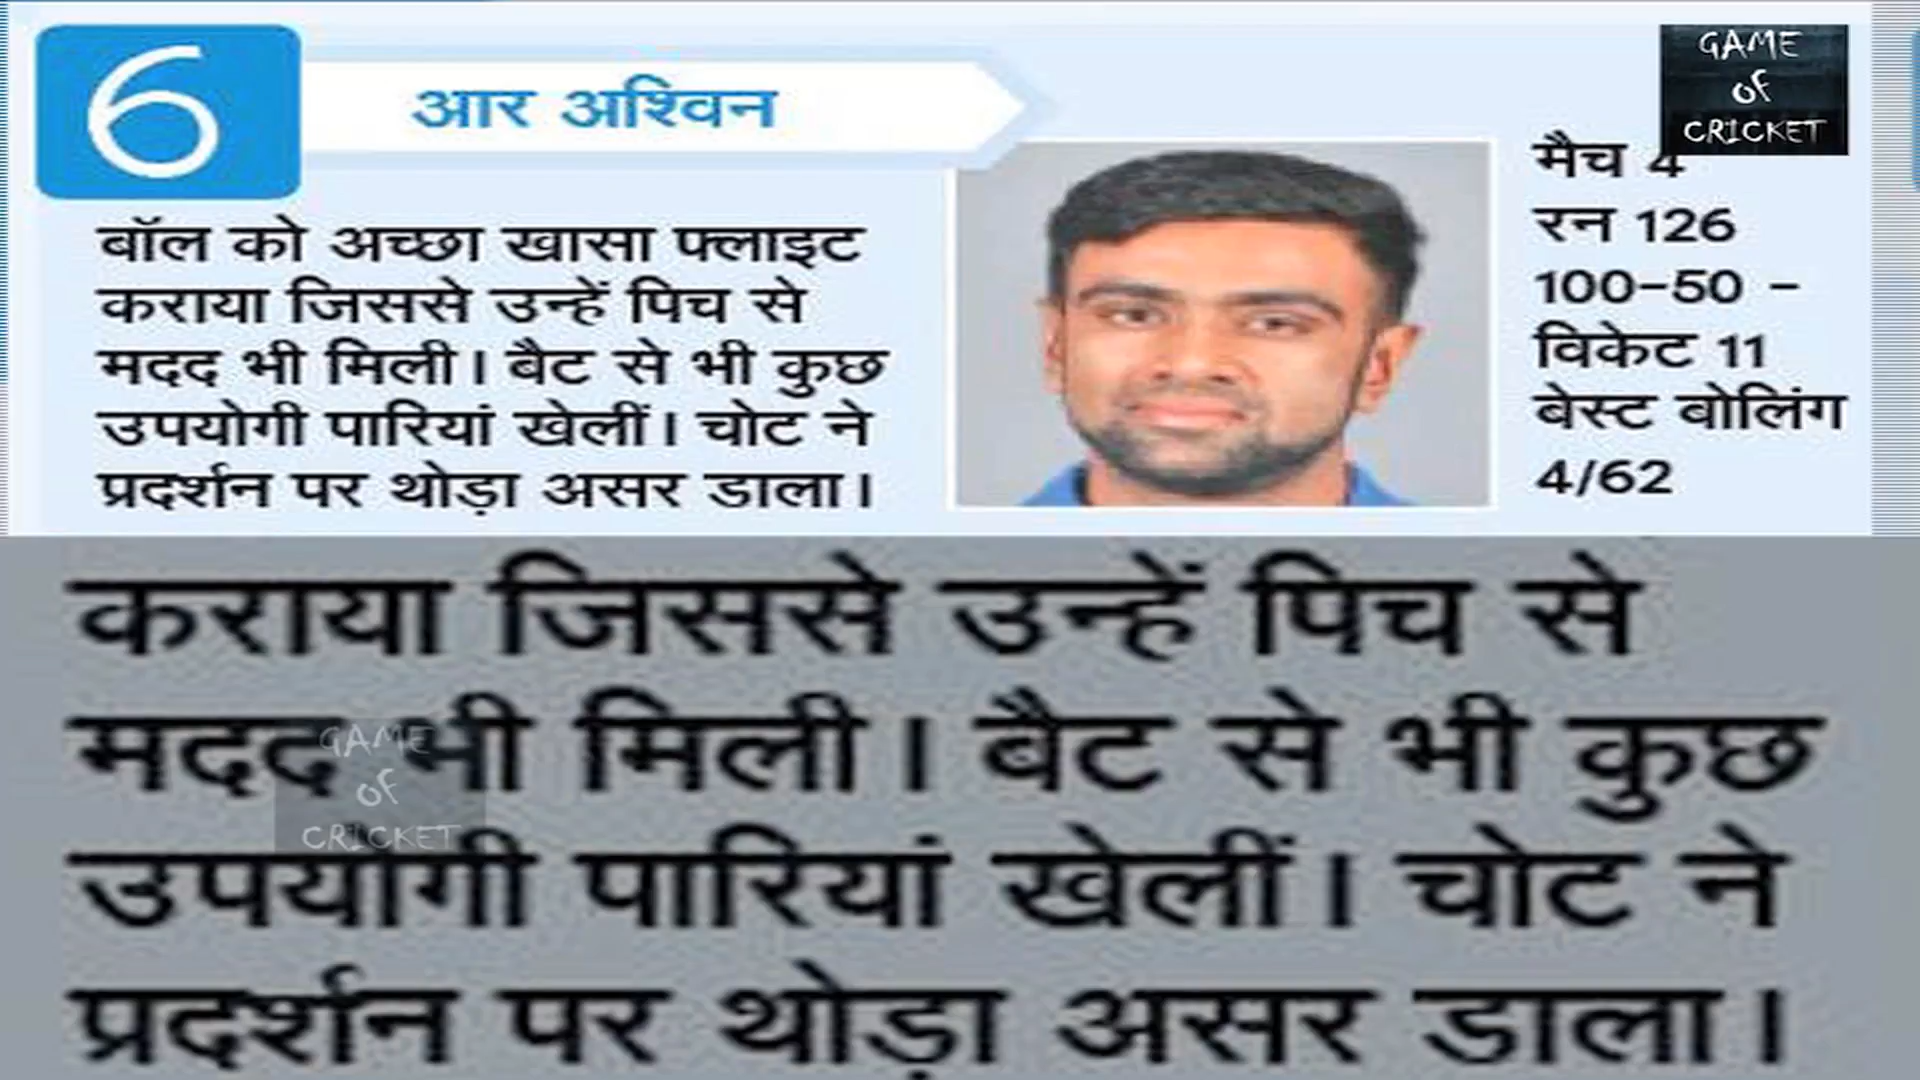 6
आर अश्विन
GAME
of
CRICKET
बॉल को अच्छा खासा फ्लाइट
कराया जिससे उन्हें पिच से
मदद भी मिली। बैट से भी कुछ
उपयोगी पारियां खेलीं। चोट ने
प्रदर्शन पर थोड़ा असर डाला।
मैच 4
रन 126
100-50 -
विकेट 11
बेस्ट बोलिंग
4/62
कराया जिससे उन्हें पिच से
मदद भी मिली। बैट से भी कुछ
GAME
of
CRICKET
उपयोगी पारियां खेलीं। चोट ने
प्रदर्शन पर थोड़ा असर डाला।